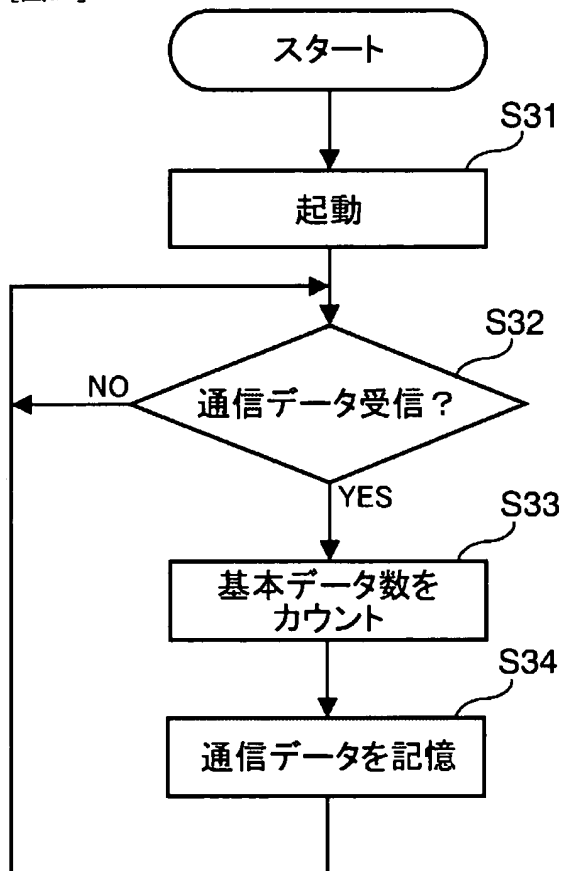 スタート
S31
起動
S32
通信データ受信？
NO
YES
S33
基本データ数を
カウント
S34
通信データを記憶